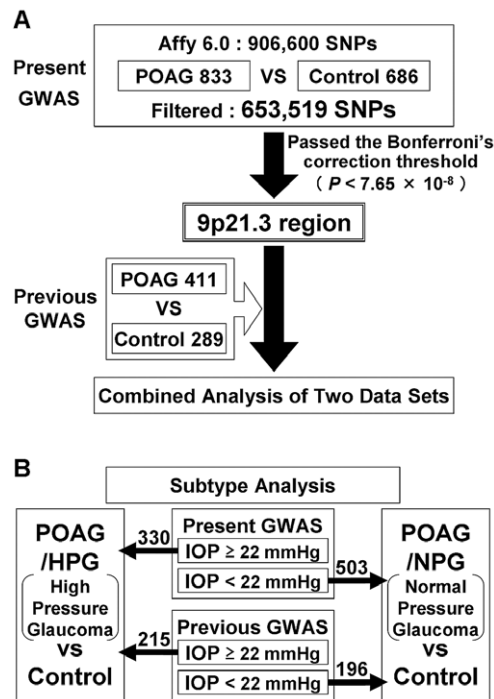 A
Present
GWAS
Affy 6.0 : 906,600 SNPs
POAG 833 VS Control 686
Filtered : 653,519 SNPs
Passed the Bonferroni's
correction threshold
( P < 7.65 × 10-8 )
9p21.3 region
Previous
GWAS
POAG 411
VS
Control 289
Combined Analysis of Two Data Sets
B
Subtype Analysis
POAG
/HPG
High
Pressure
Glaucoma
VS
Control
330
215
Present GWAS
IOP ≥ 22 mmHg
IOP < 22 mmHg
Previous GWAS
IOP ≥ 22 mmHg
IOP < 22 mmHg
503
196
POAG
/NPG
Normal
Pressure
Glaucoma
VS
Control